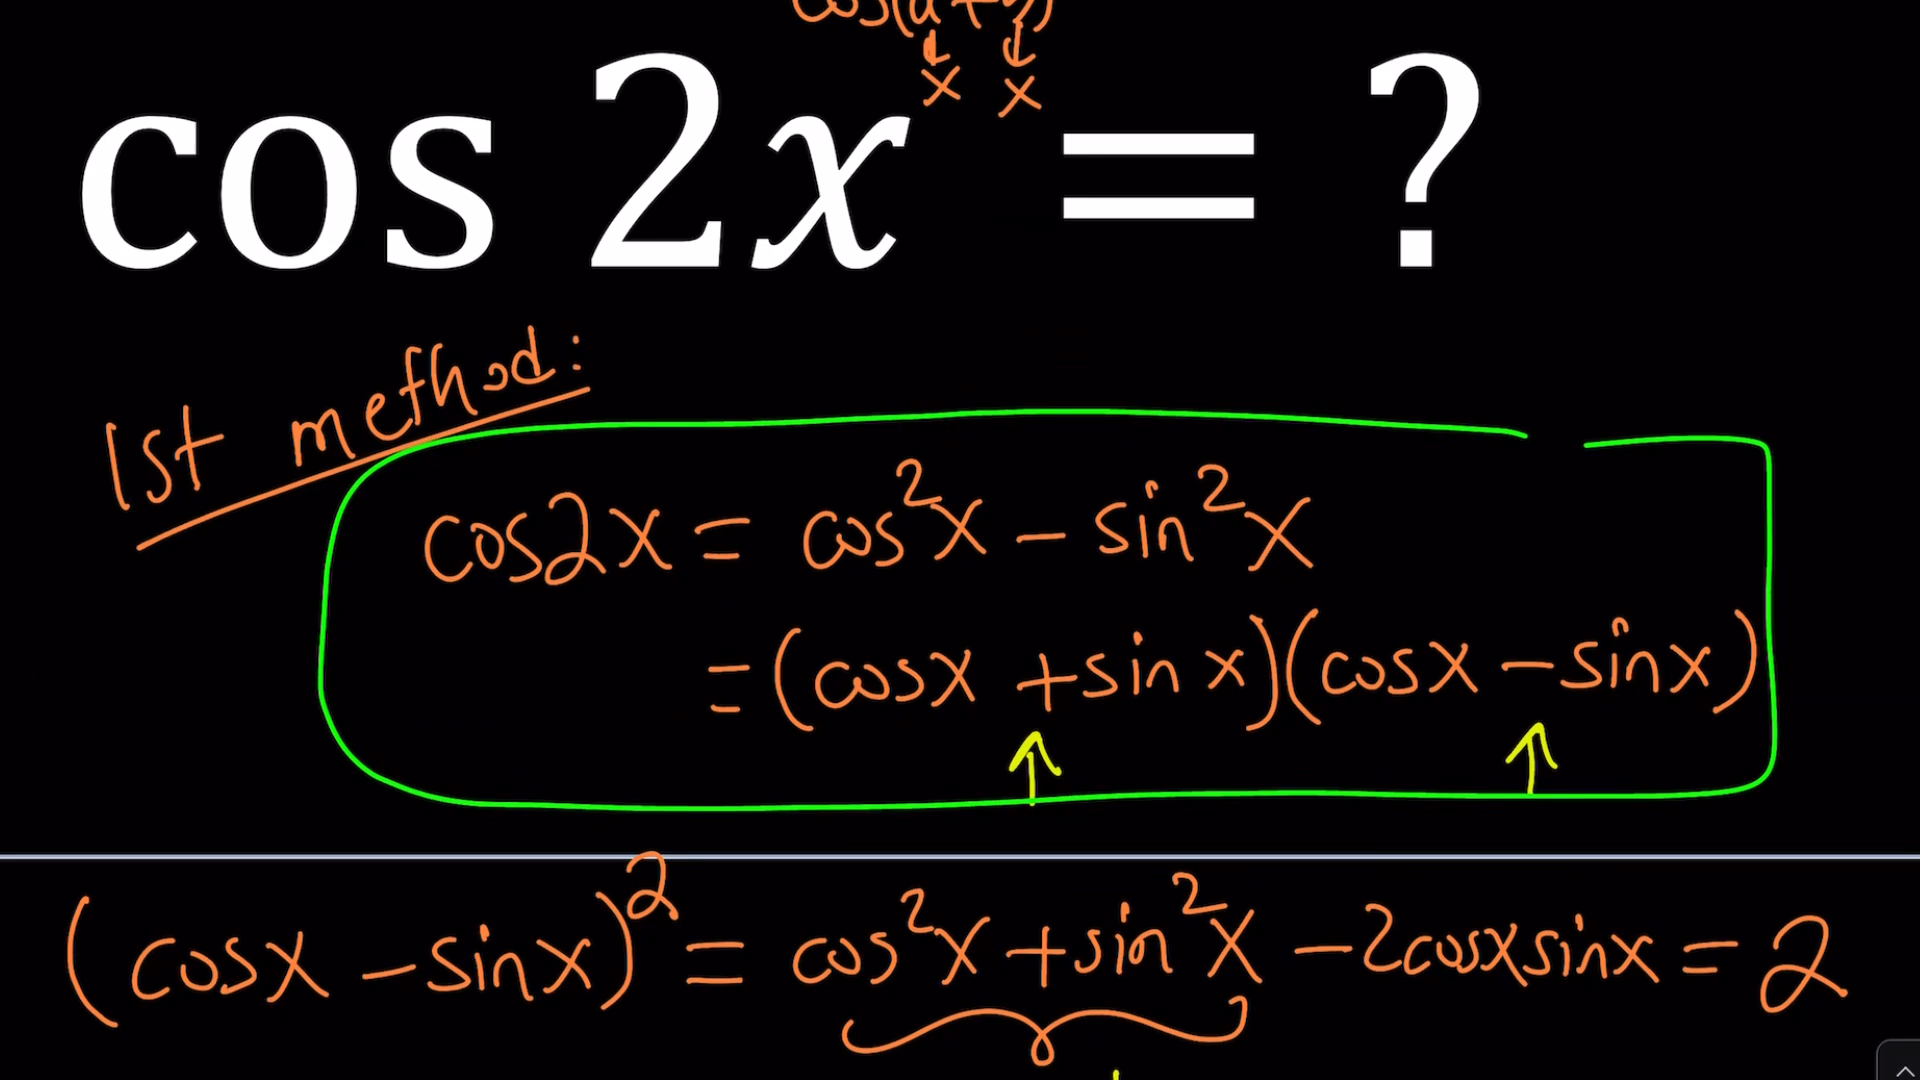 cos 2x = ?
x x
1st method:
cos2x = cos²x - sin²x
= (cosx + sin x)(cosx - sinx)
(cosx - sinx)² = cos²x + sin²x - 2cosxsinx = 2